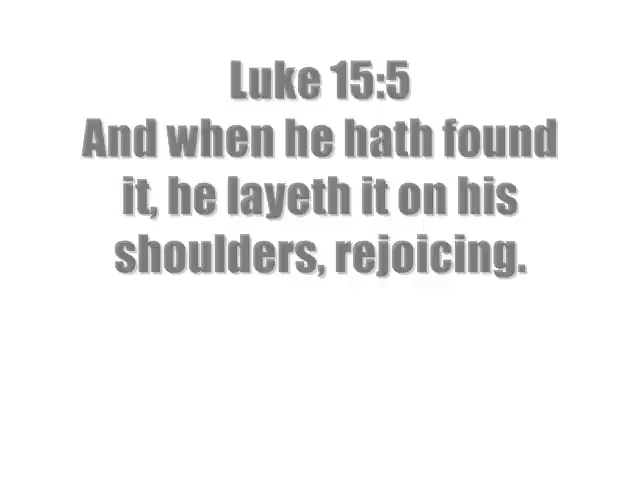 Luke 15:5
And when he hath found
it, he layeth it on his
shoulders, rejoicing.